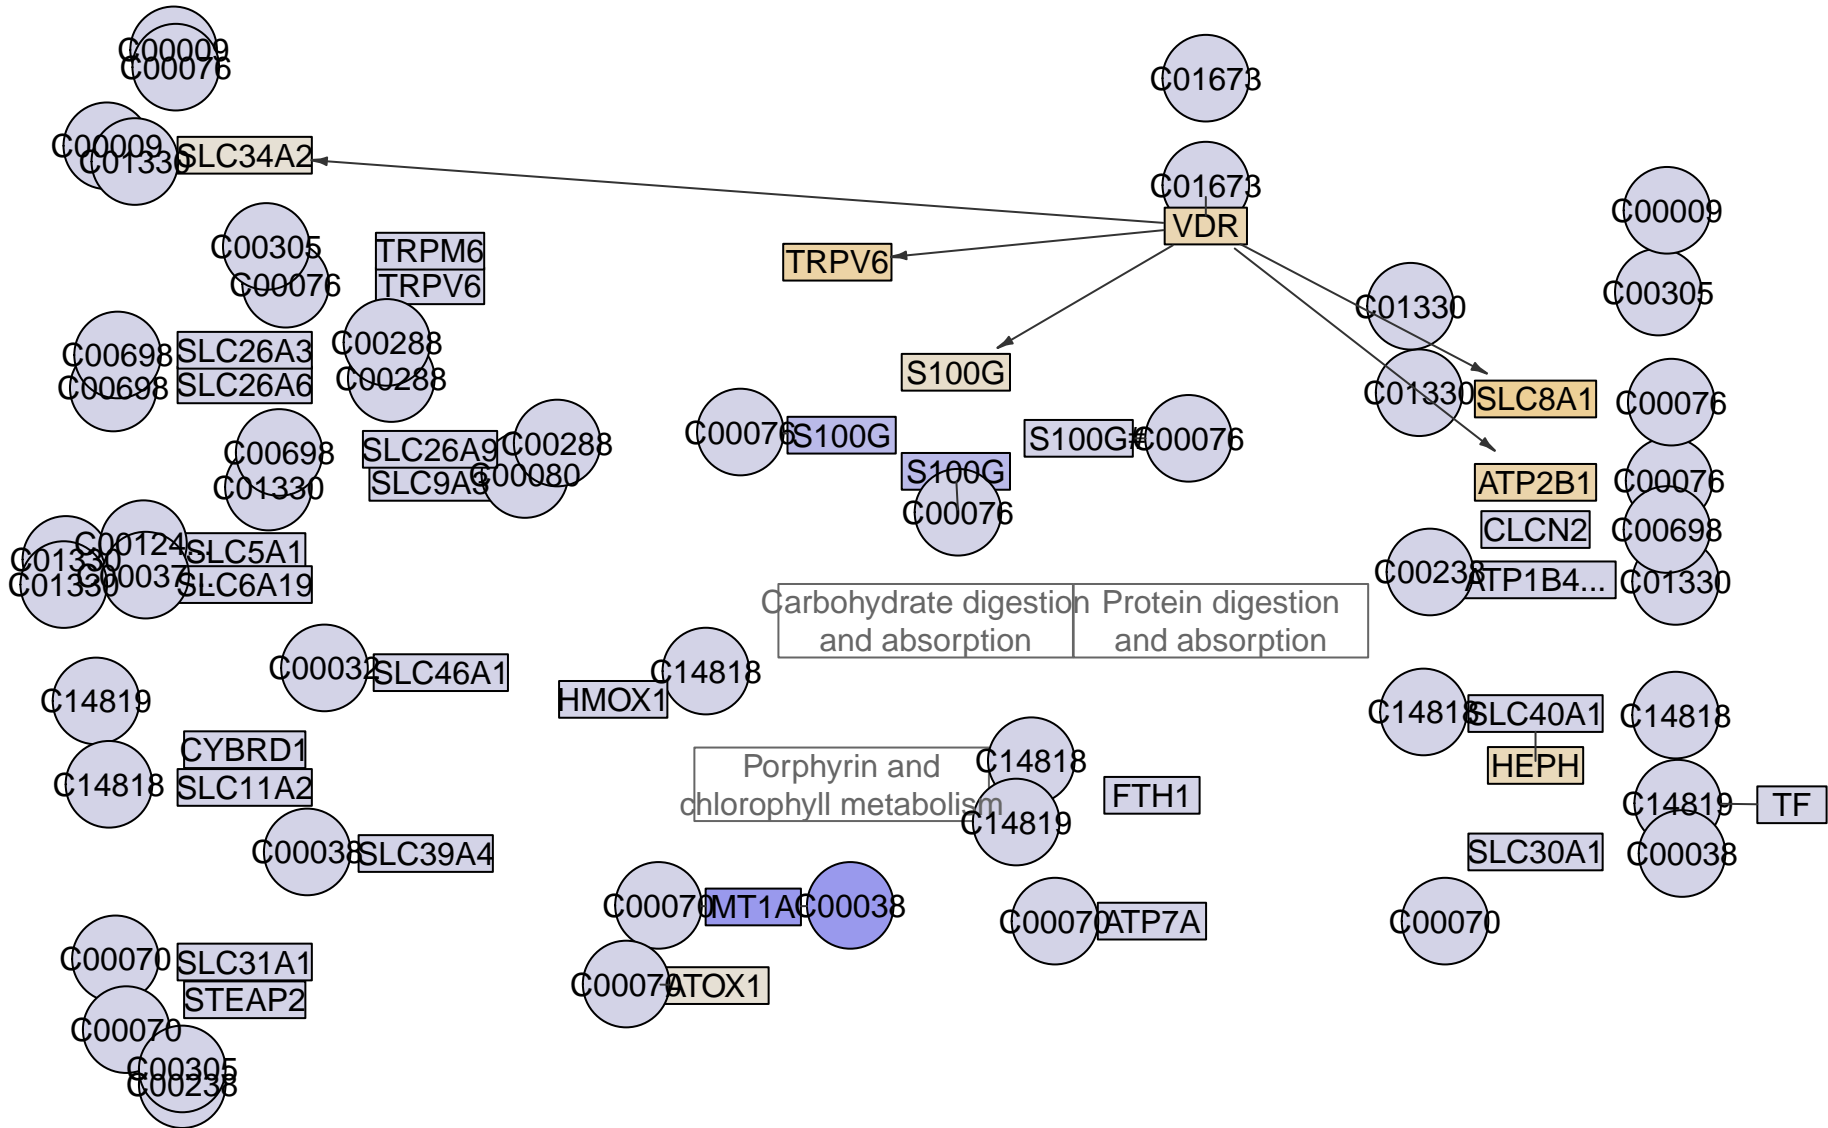 C00009
C00076
C01673
C00009
C01330
SLC34A2
C01673
VDR
C00009
C00305
TRPM6
TRPV6
C00076
TRPV6
C01330
C00305
C00698
SLC26A3
C00288
C00698
SLC26A6
C00288
S100G
C01330
SLC8A1
C00076
C00698
SLC26A9
C00288
C00076
S100G
S100G#
C00076
C01330
SLC9A3
C00080
S100G
C00076
ATP2B1
C00076
CLCN2
C00698
C01330
C00124...
SLC5A1
C01330
C00037...
SLC6A19
C00238
ATP1B4...
C01330
Carbohydrate digestion
and absorption
Protein digestion
and absorption
C00032
SLC46A1
HMOX1
C14818
C14819
C14818
SLC40A1
C14818
CYBRD1
C14818
SLC11A2
Porphyrin and
chlorophyll metabolism
C14818
C14819
FTH1
HEPH
C14819
TF
C00038
SLC39A4
SLC30A1
C00038
C00070
MT1A
C00038
C00070
ATP7A
C00070
C00070
SLC31A1
STEAP2
C00070
ATOX1
C00070
C00305
C00238